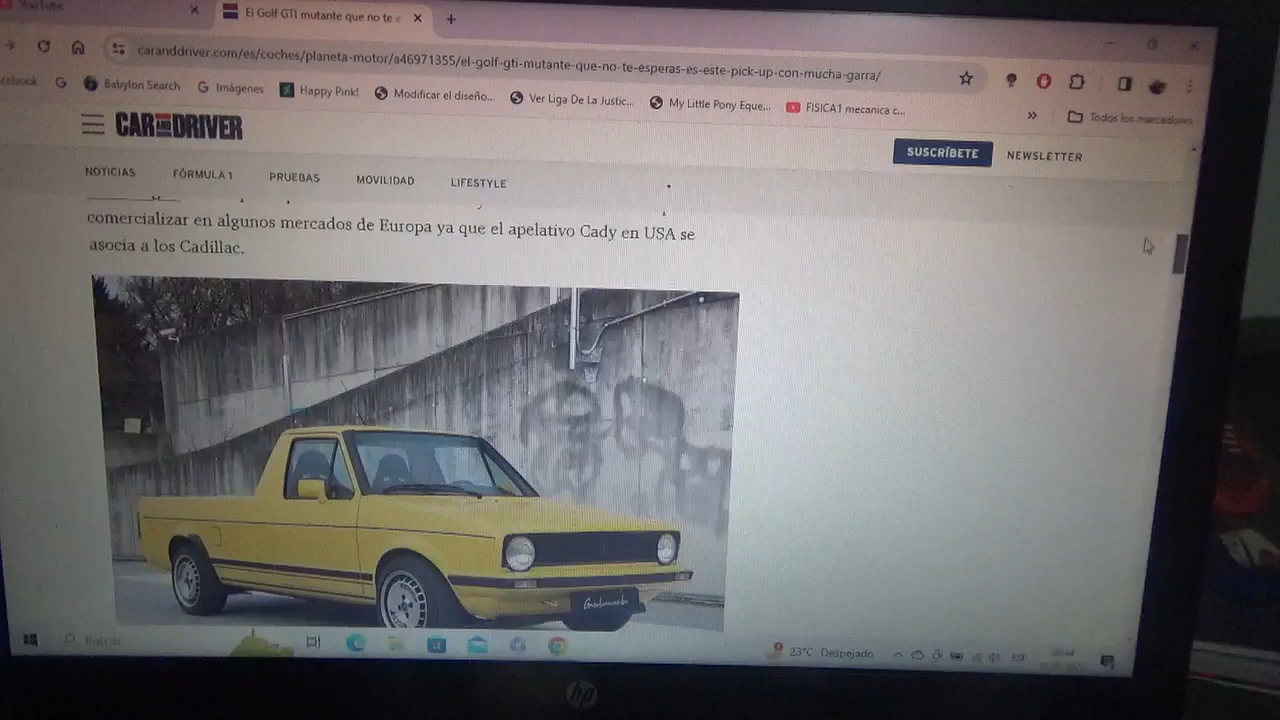 YouTube
El Golf GTI mutante que no te e
caranddriver.com/es/coches/planeta-motor/a46971355/el-golf-gti-mutante-que-no-te-esperas-es-este-pick-up-con-mucha-garra/
Babylon Search
Imágenes
Happy Pink!
Modificar el diseño...
Ver Liga De La Justic...
My Little Pony Eque...
FISICA1 mecanica c...
Todos los marcadores
CAR AND DRIVER
SUSCRÍBETE
NEWSLETTER
NOTICIAS
FÓRMULA 1
PRUEBAS
MOVILIDAD
LIFESTYLE
comercializar en algunos mercados de Europa ya que el apelativo Cady en USA se
asocia a los Cadillac.
Buscar
23°C Despejado
ESP
hp